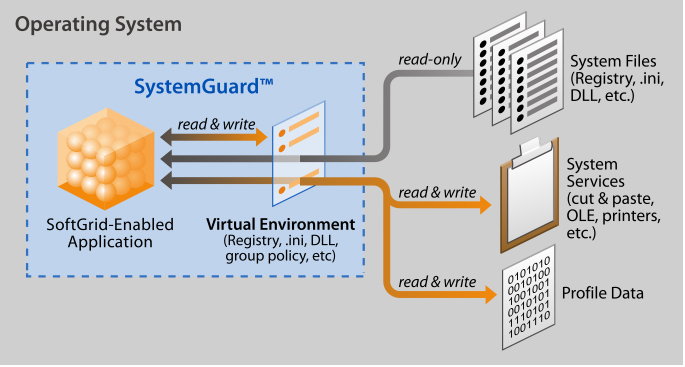 Operating System
SystemGuard™
read-only
System Files
(Registry, .ini,
DLL, etc.)
read & write
SoftGrid-Enabled
Application
Virtual Environment
(Registry, .ini, DLL,
group policy, etc)
read & write
System
Services
(cut & paste,
OLE, printers,
etc.)
read & write
Profile Data
0101010
0010100
1001001
0010101
1110101
1001110